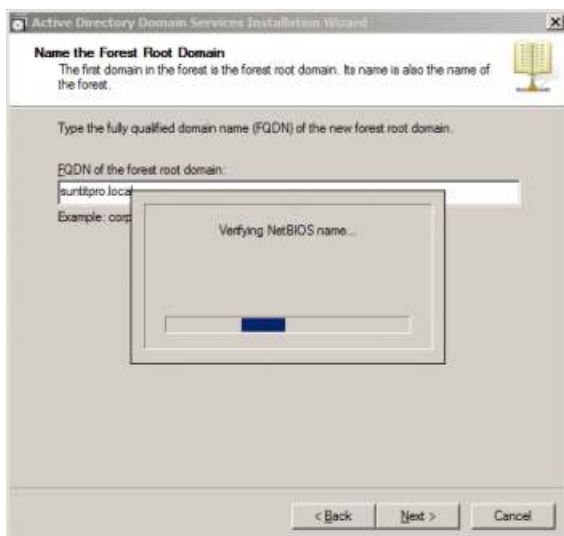 Active Directory Domain Services Installation Wizard
Name the Forest Root Domain
The first domain in the forest is the forest root domain. Its name is also the name of
the forest.
Type the fully qualified domain name (FQDN) of the new forest root domain.
FQDN of the forest root domain:
suntitpro.local
Example: corp
Verifying NetBIOS name...
< Back
Next >
Cancel